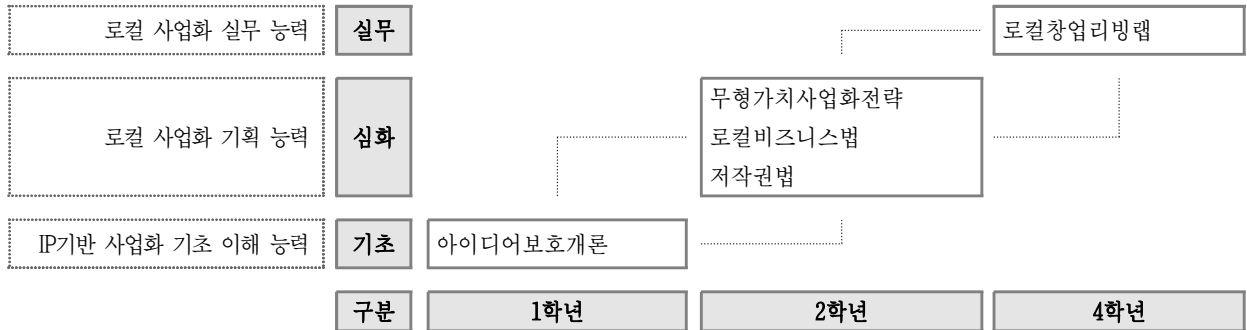 로컬 사업화 실무 능력 실무 로컬창업리빙랩
무형가치사업화전략
로컬 사업화 기획 능력 심화 로컬비즈니스법
저작권법
IP기반 사업화 기초 이해 능력 기초 아이디어보호개론
구분 1학년 2학년 4학년